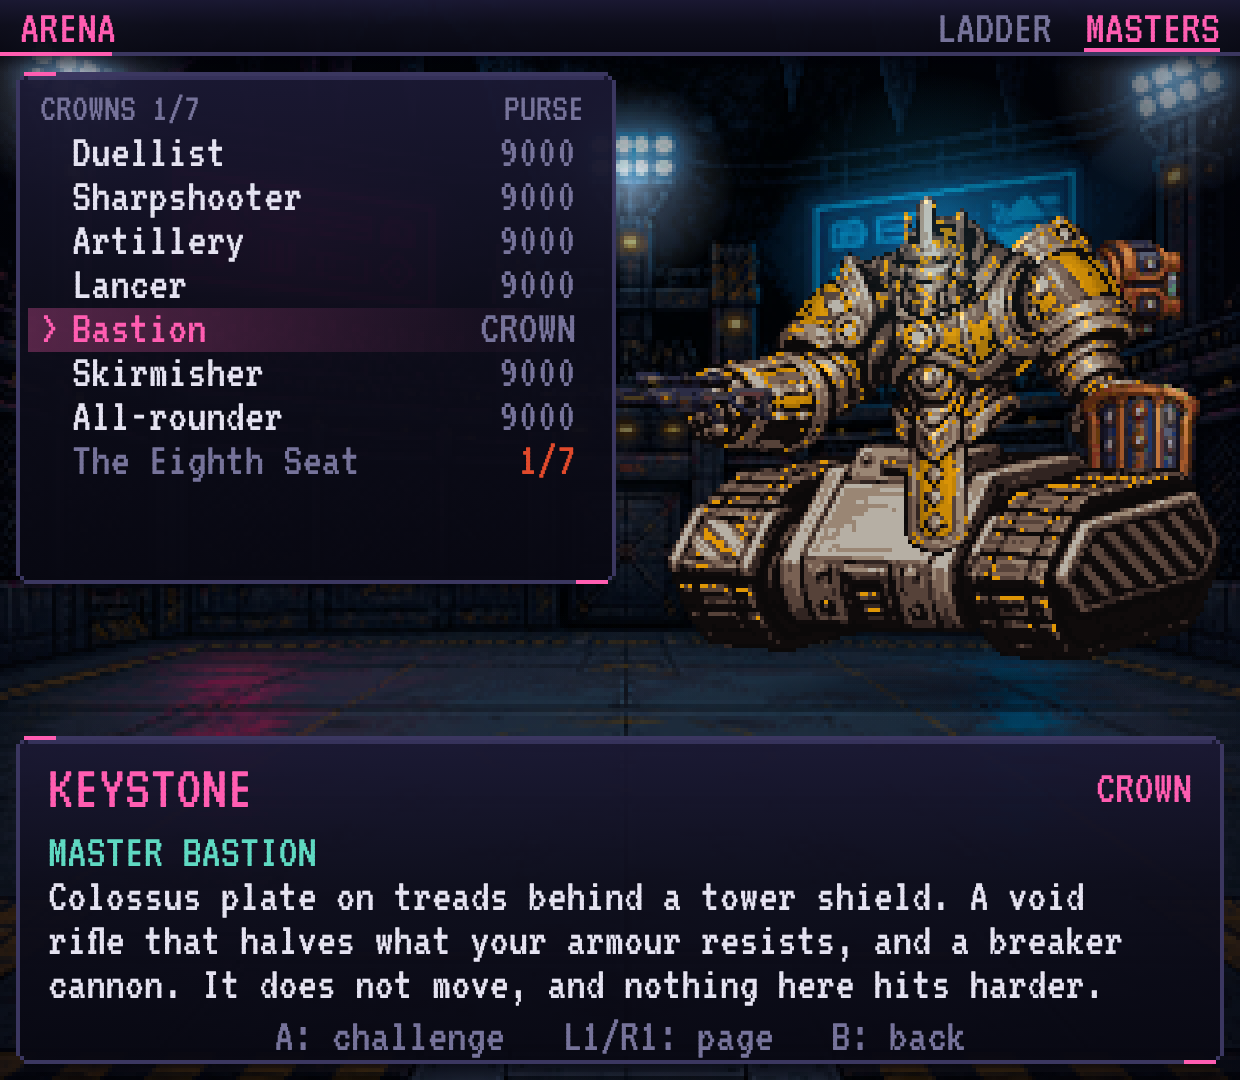 ARENA
LADDER MASTERS
CROWNS 1/7 PURSE
Duellist 9000
Sharpshooter 9000
Artillery 9000
Lancer 9000
> Bastion CROWN
Skirmisher 9000
All-rounder 9000
The Eighth Seat 1/7
KEYSTONE CROWN
MASTER BASTION
Colossus plate on treads behind a tower shield. A void
rifle that halves what your armour resists, and a breaker
cannon. It does not move, and nothing here hits harder.
A: challenge L1/R1: page B: back